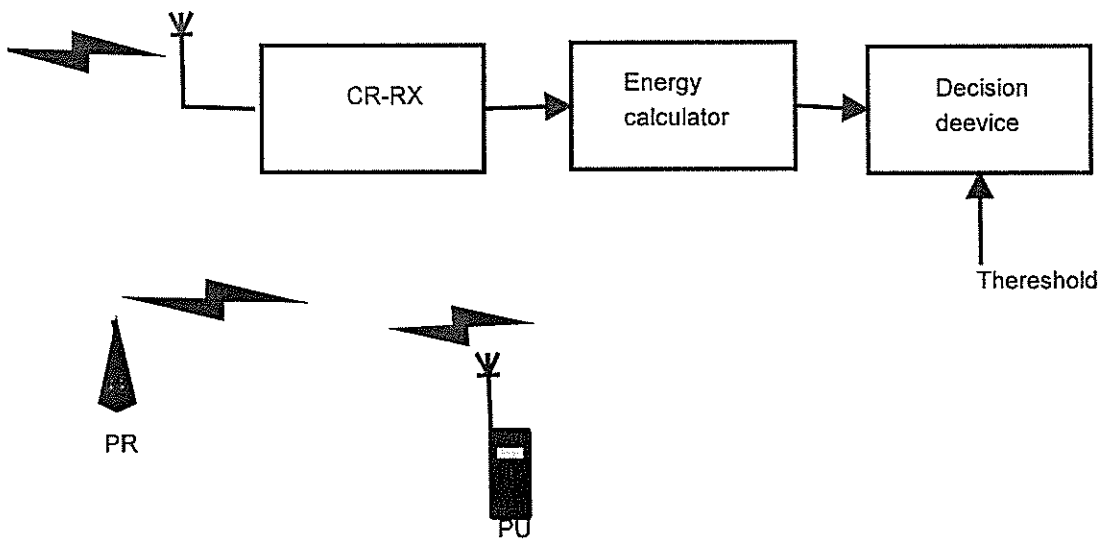 CR-RX
Energy
calculator
Decision
deevice
Thereshold
PR
PU